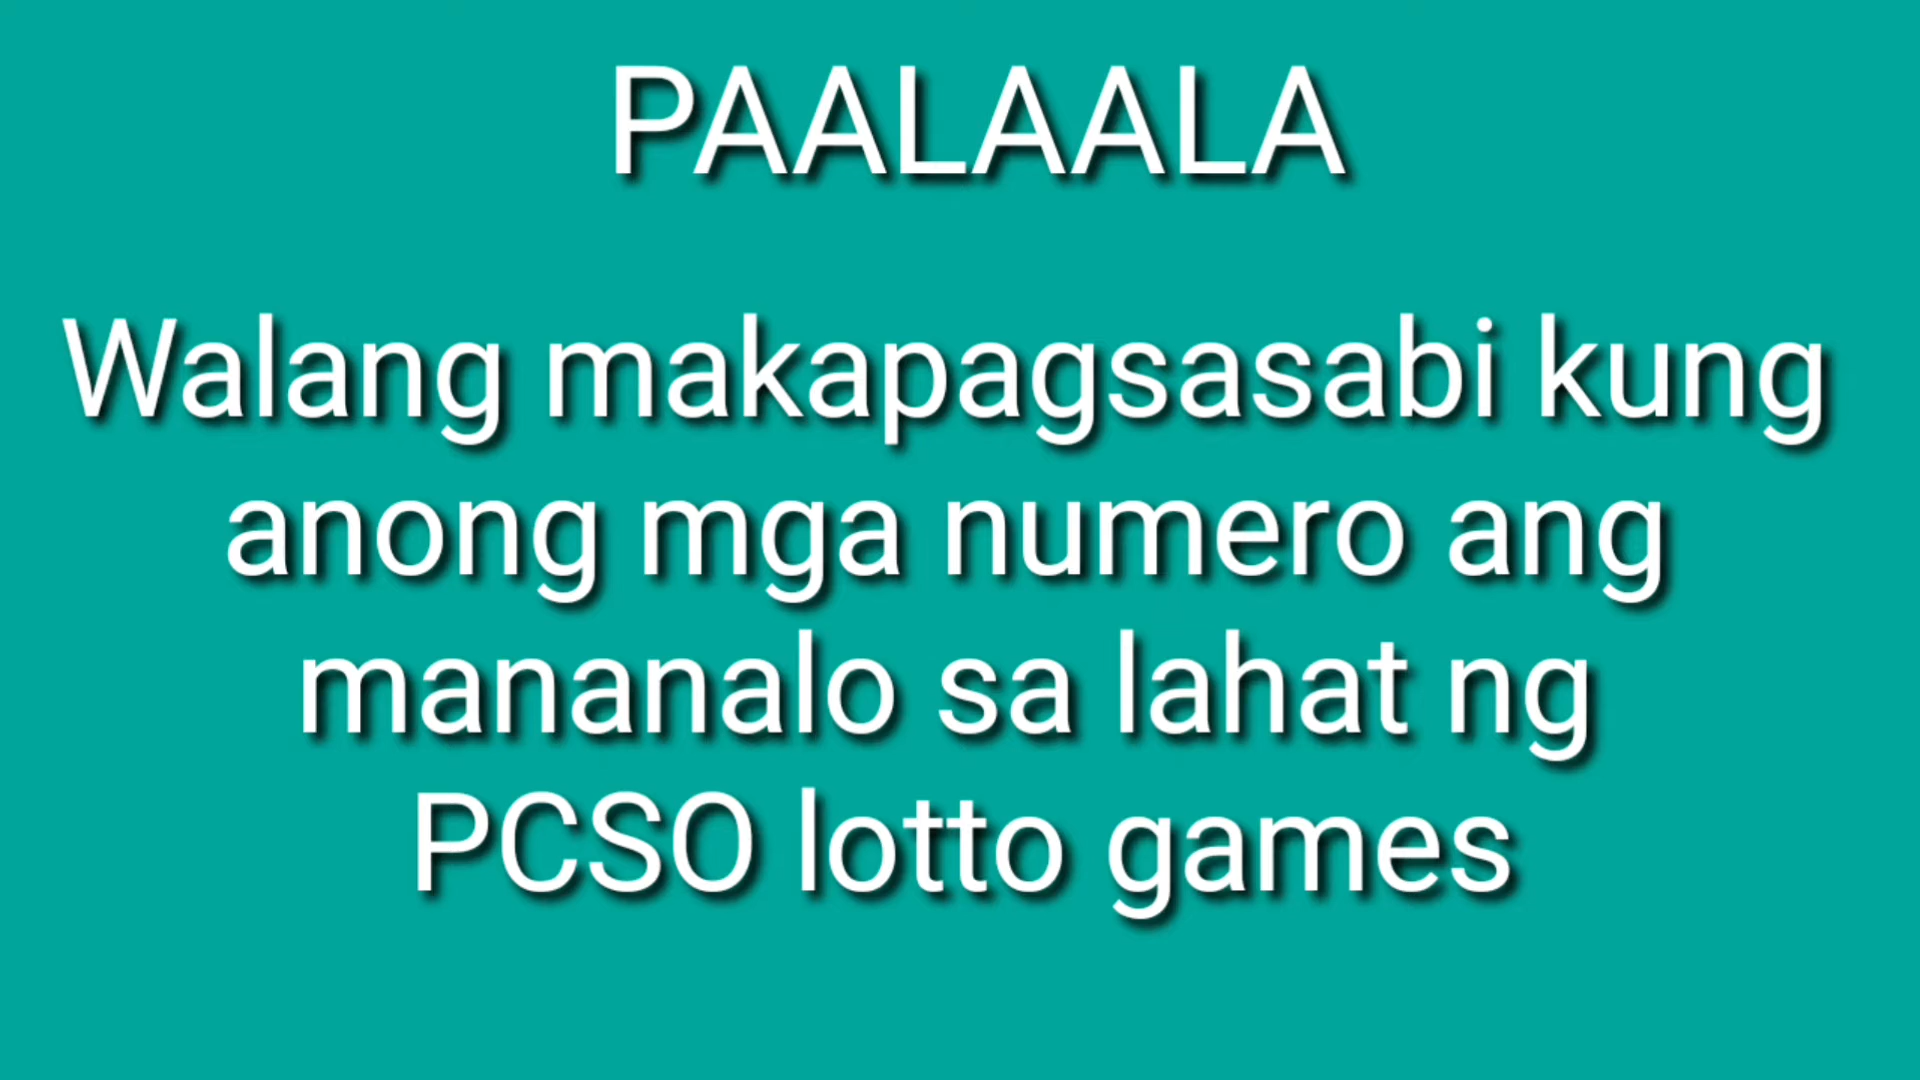 PAALAALA
Walang makapagsasabi kung
anong mga numero ang
mananalo sa lahat ng
PCSO lotto games